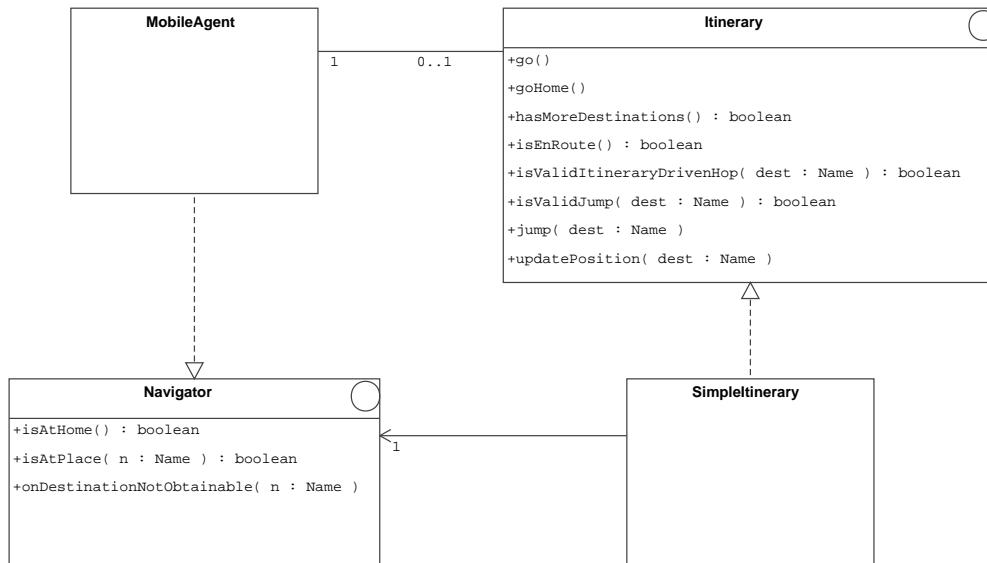 MobileAgent
1
0..1
Itinerary
+go()
+goHome()
+hasMoreDestinations() : boolean
+isEnRoute() : boolean
+isValidItineraryDrivenHop( dest : Name ) : boolean
+isValidJump( dest : Name ) : boolean
+jump( dest : Name )
+updatePosition( dest : Name )
Navigator
+isAtHome() : boolean
+isAtPlace( n : Name ) : boolean
+onDestinationNotObtainable( n : Name )
1
SimpleItinerary